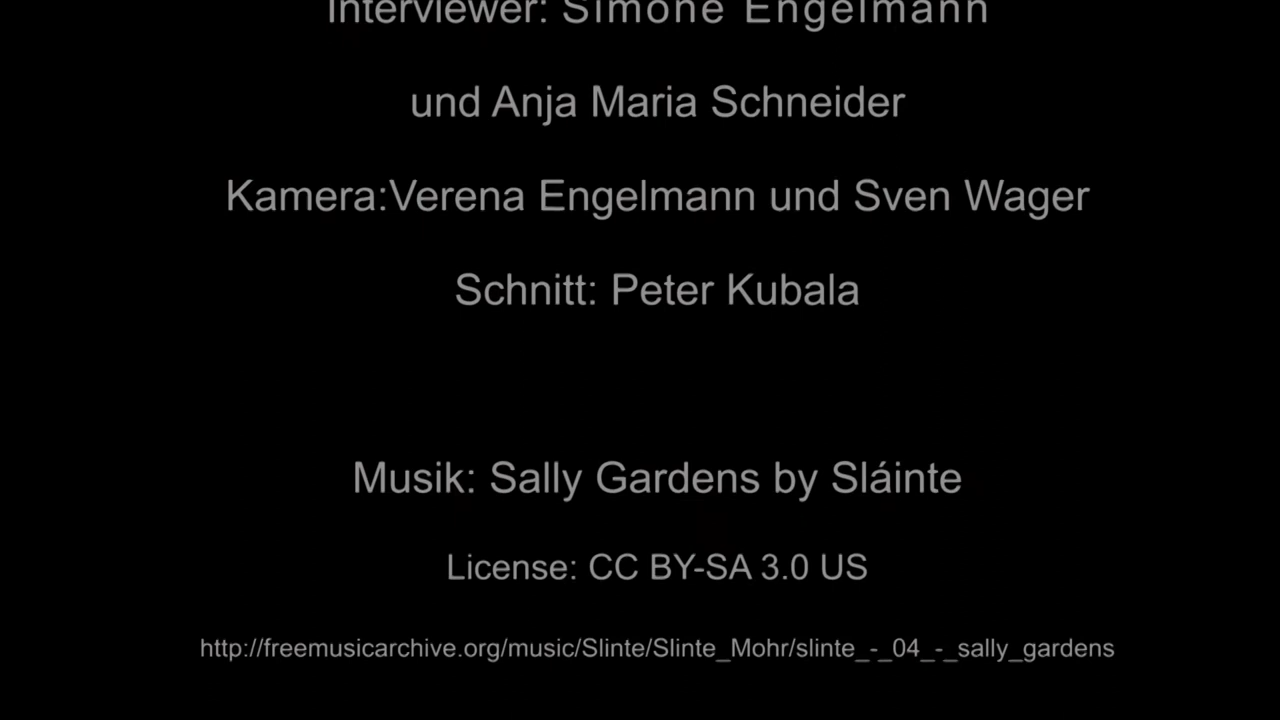 Interviewer: Simone Engelmann
und Anja Maria Schneider
Kamera:Verena Engelmann und Sven Wager
Schnitt: Peter Kubala
Musik: Sally Gardens by Sláinte
License: CC BY-SA 3.0 US
http://freemusicarchive.org/music/Slinte/Slinte_Mohr/slinte_-_04_-_sally_gardens